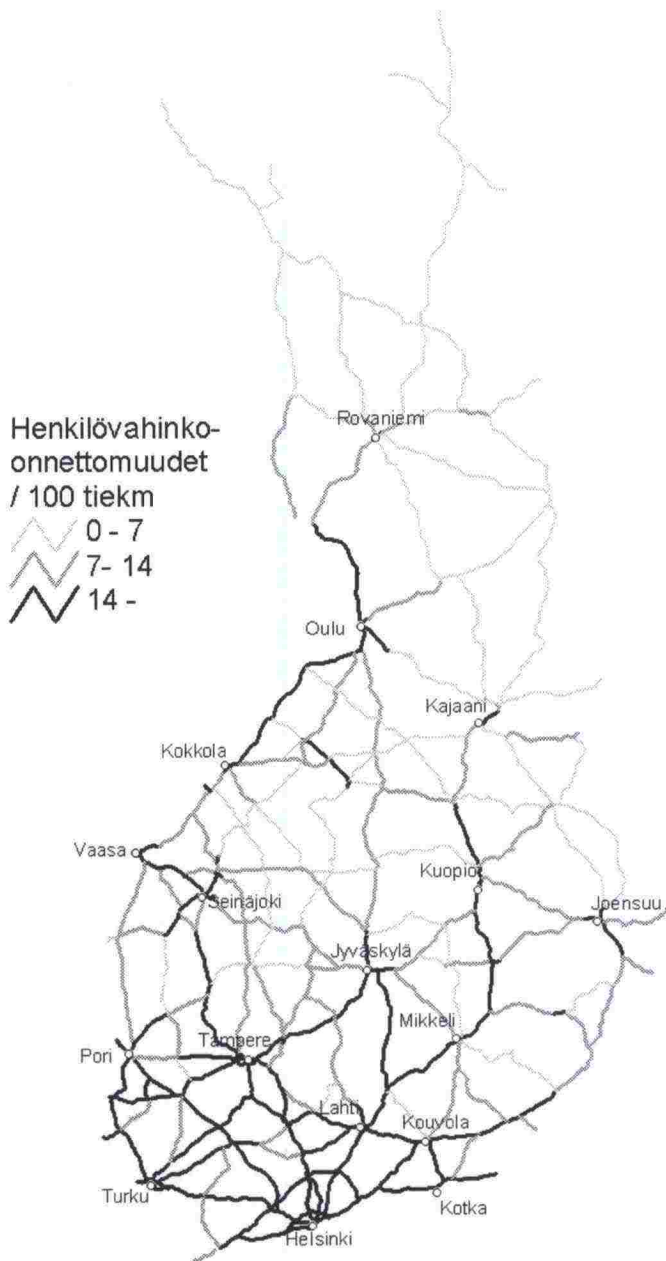 Rovaniemi
Henkilövahinko-
onnettomuudet
/ 100 tiekm
0 - 7
7- 14
14 -
Oulu
Kajaani
Kokkola
Vaasa
Kuopio
Seinäjoki
Joensuu
Jyväskylä
Mikkeli
Tampere
Pori
Lahti
Kouvola
Turku
Kotka
Helsinki